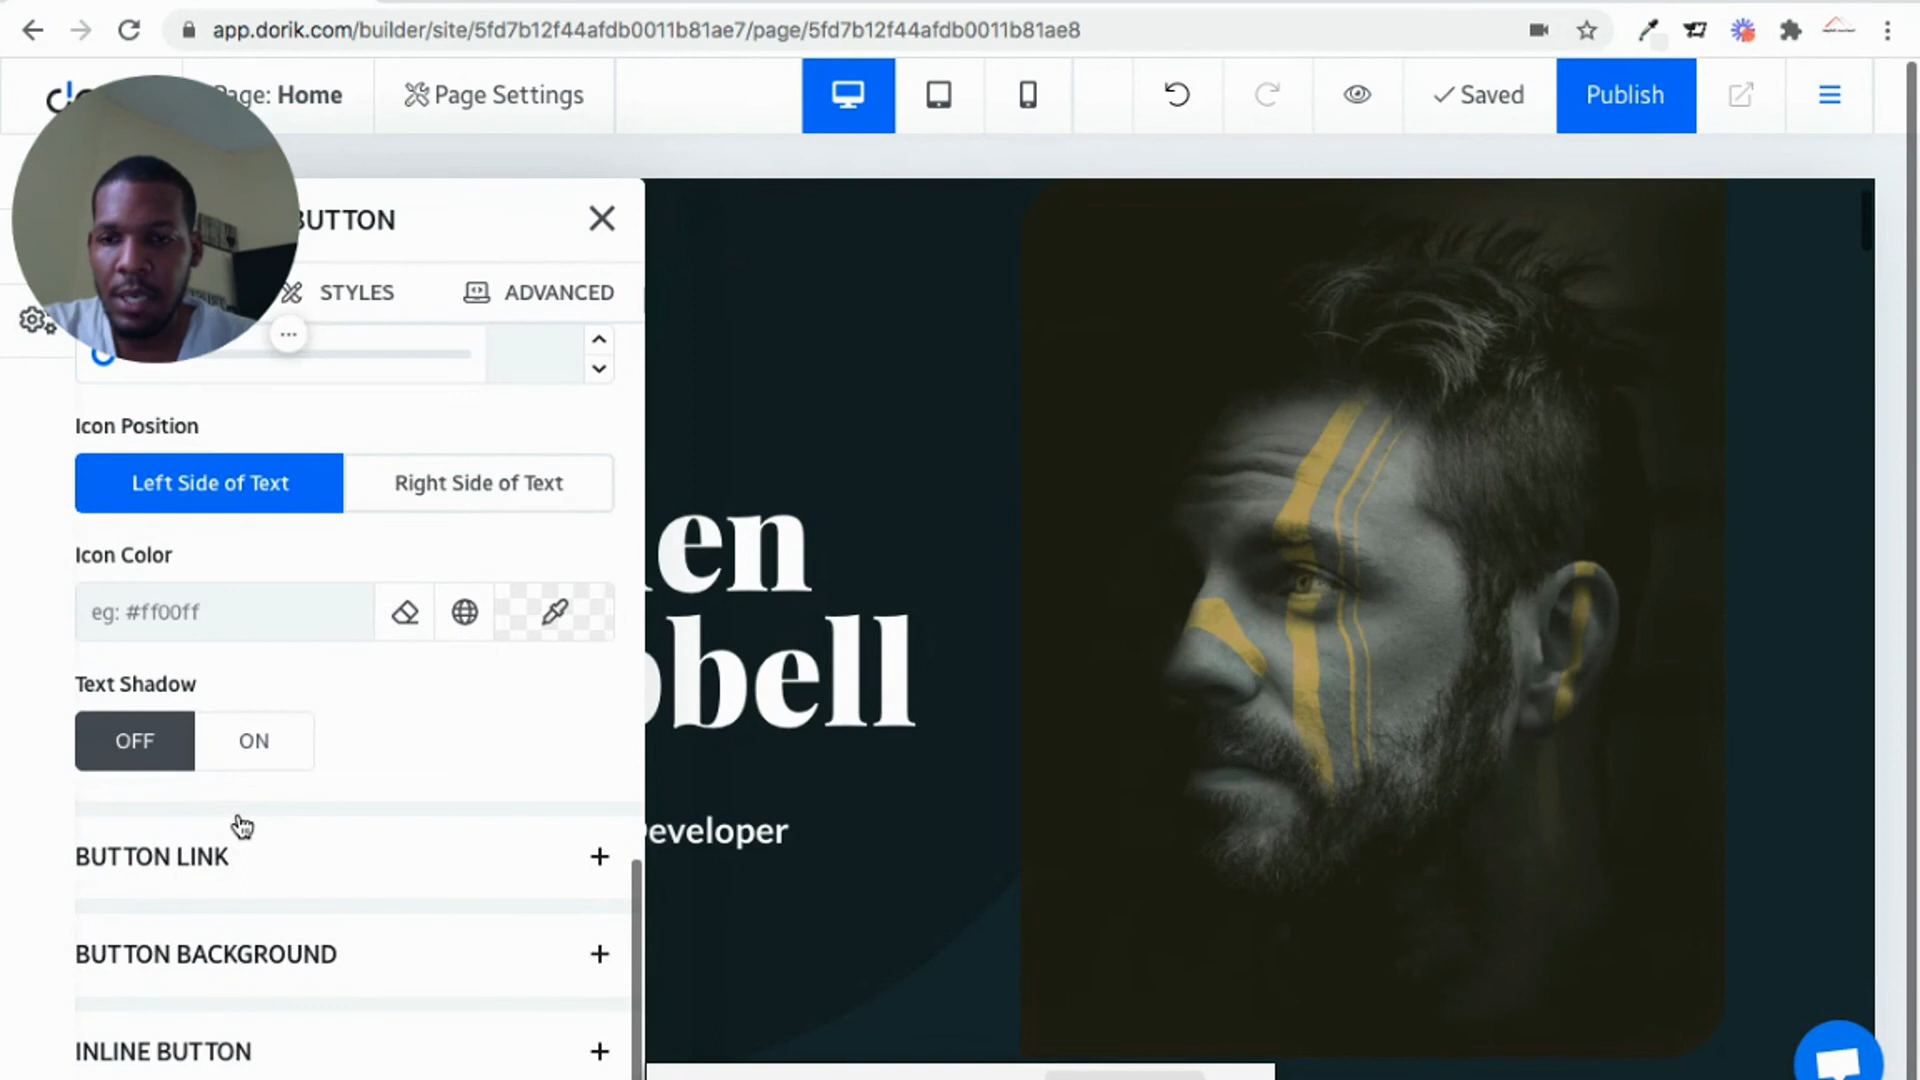 app.dorik.com/builder/site/5fd7b12f44afdb0011b81ae7/page/5fd7b12f44afdb0011b81ae8
Page: Home
Page Settings
Saved
Publish
BUTTON
STYLES
ADVANCED
Icon Position
Left Side of Text
Right Side of Text
Icon Color
eg: #ff00ff
Text Shadow
OFF
ON
BUTTON LINK
BUTTON BACKGROUND
INLINE BUTTON
en
bell
eveloper